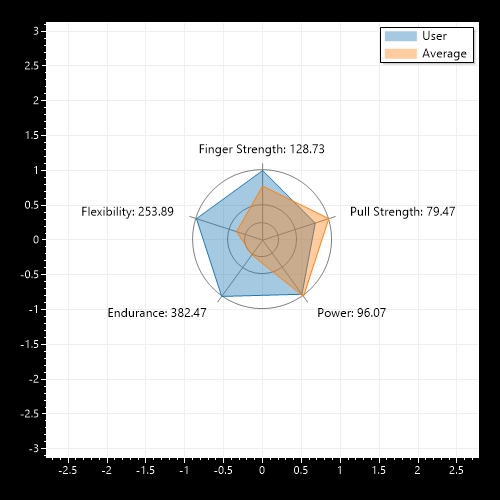 User
Average
3
2.5
2
1.5
1
0.5
0
-0.5
-1
-1.5
-2
-2.5
-3
Finger Strength: 128.73
Flexibility: 253.89
Pull Strength: 79.47
Endurance: 382.47
Power: 96.07
-2.5 -2 -1.5 -1 -0.5 0 0.5 1 1.5 2 2.5